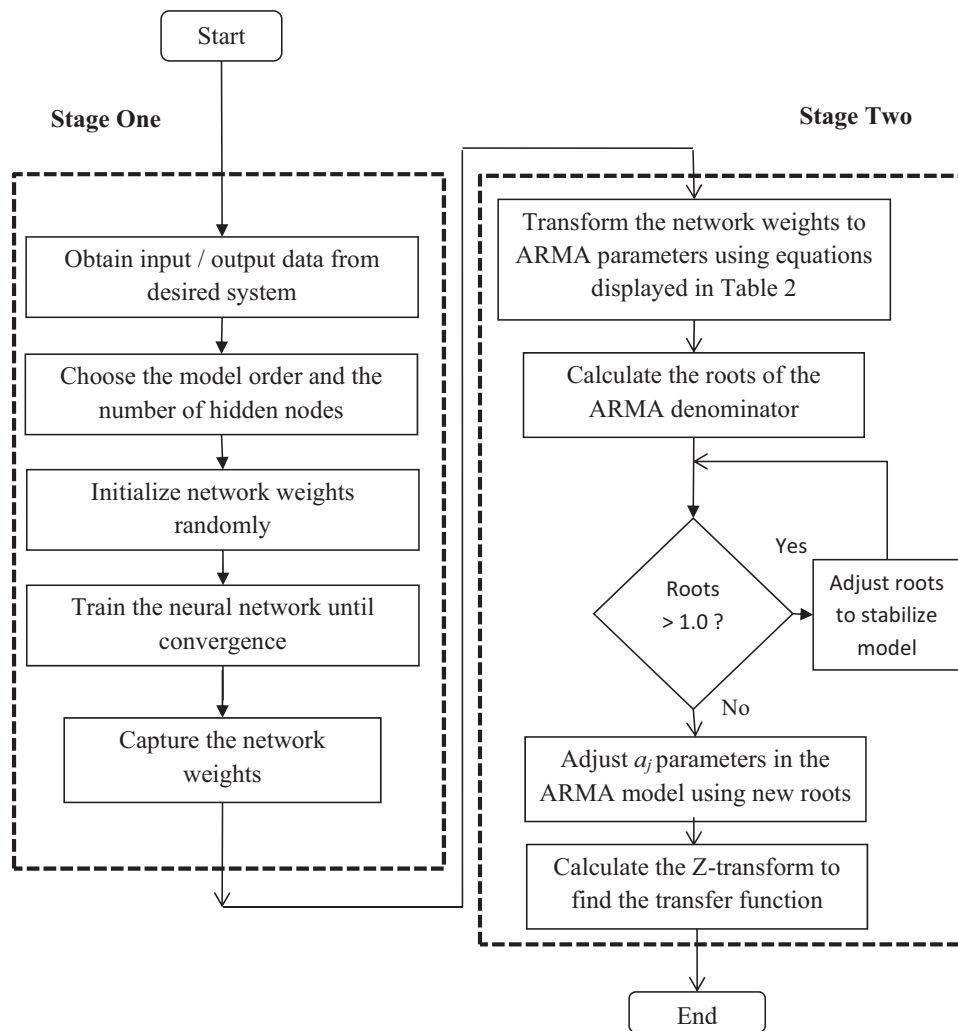 Start
Stage One
Obtain input / output data from
desired system
Choose the model order and the
number of hidden nodes
Initialize network weights
randomly
Train the neural network until
convergence
Capture the network
weights
Stage Two
Transform the network weights to
ARMA parameters using equations
displayed in Table 2
Calculate the roots of the
ARMA denominator
Roots
> 1.0 ?
Yes
Adjust roots
to stabilize
model
No
Adjust aj parameters in the
ARMA model using new roots
Calculate the Z-transform to
find the transfer function
End